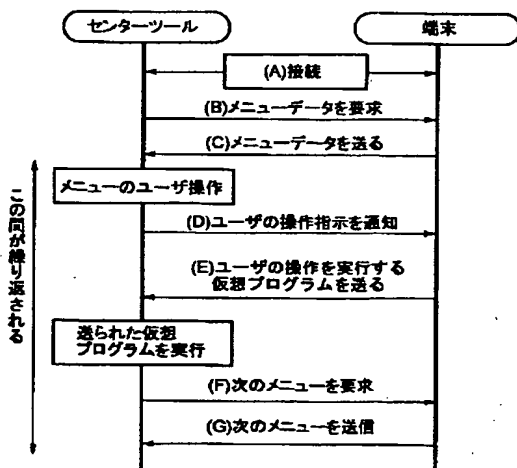 センターツール
端末
(A)接続
(B)メニューデータを要求
(C)メニューデータを送る
メニューのユーザ操作
(D)ユーザの操作指示を通知
(E)ユーザの操作を実行する
仮想プログラムを送る
送られた仮想
プログラムを実行
(F)次のメニューを要求
(G)次のメニューを送信
この間が繰り返される